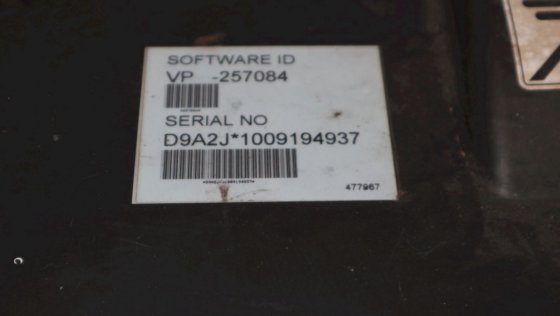 SOFTWARE ID
VP -257084
SERIAL NO
D9A2J*1009194937
477967